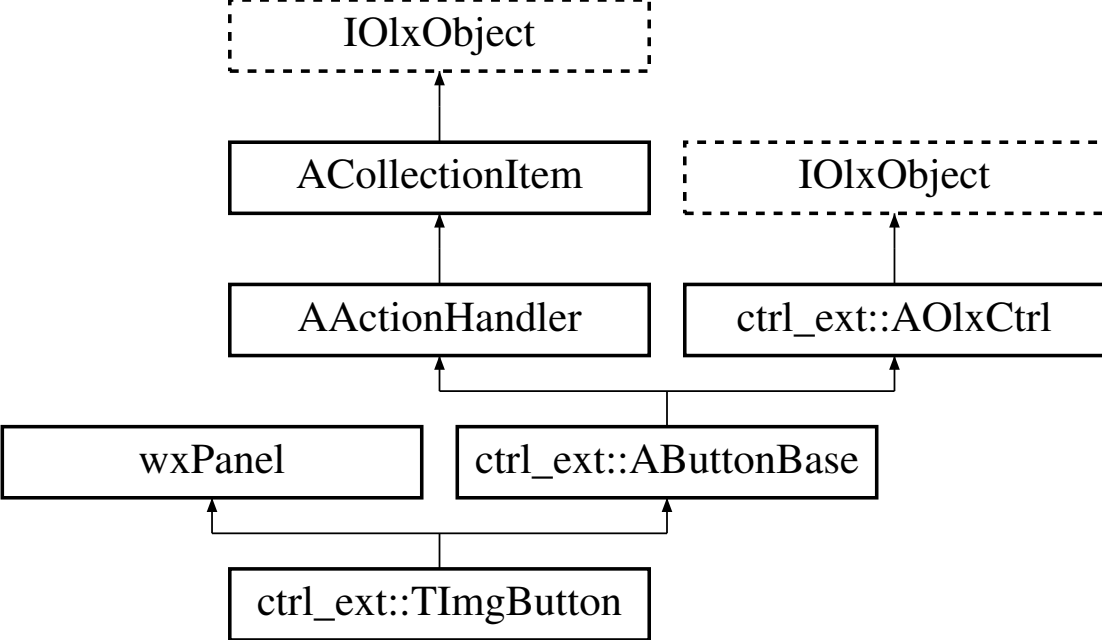 IOlxObject
ACollectionItem
IOlxObject
AActionHandler
ctrl_ext::AOlxCtrl
wxPanel
ctrl_ext::AButtonBase
ctrl_ext::TImgButton